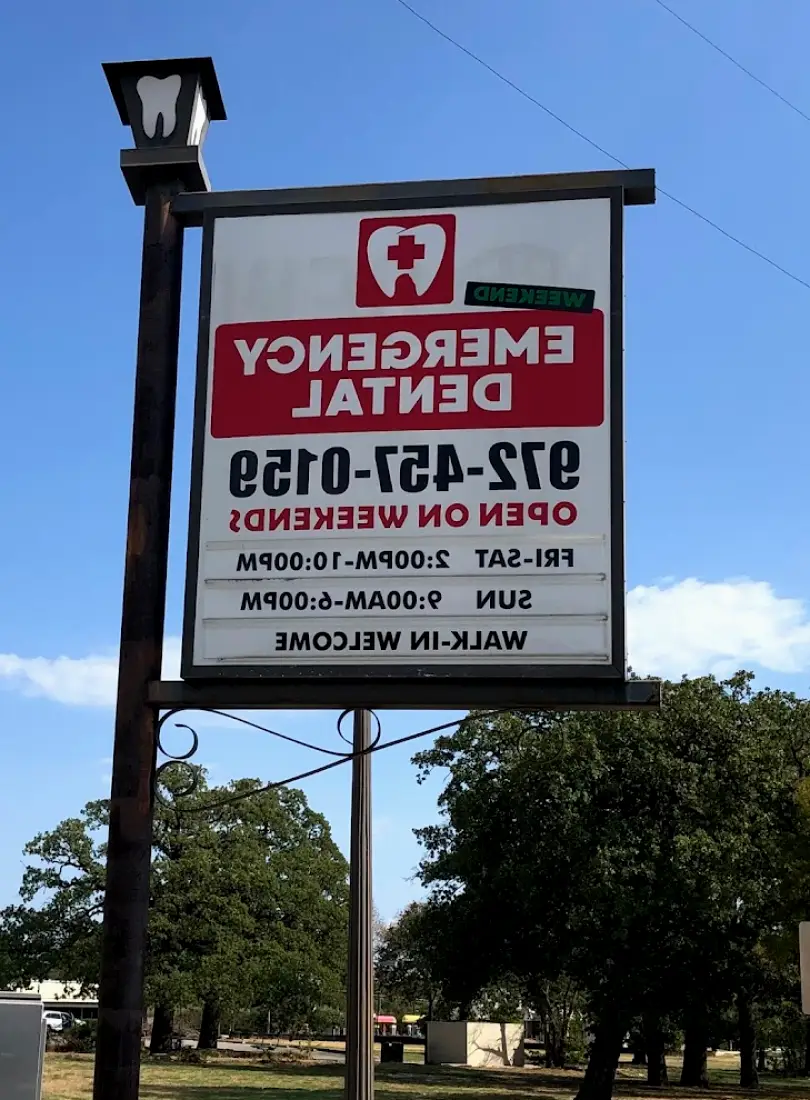 WEEKEND
EMERGENCY
DENTAL
972-457-0159
OPEN ON WEEKENDS
FRI-SAT 2:00PM-10:00PM
SUN 9:00AM-6:00PM
WALK-IN WELCOME